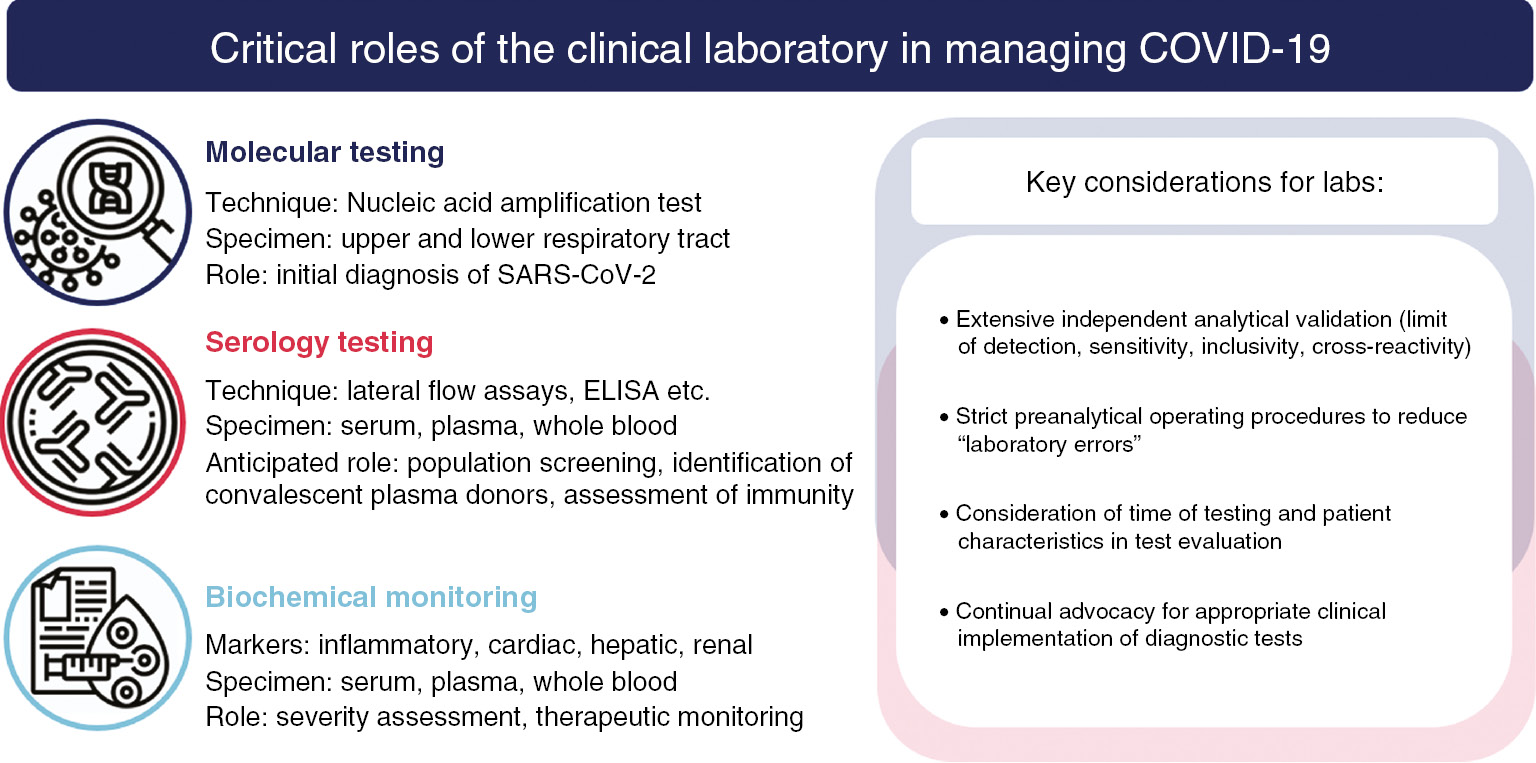 Critical roles of the clinical laboratory in managing COVID-19
Molecular testing
Technique: Nucleic acid amplification test
Specimen: upper and lower respiratory tract
Role: initial diagnosis of SARS-CoV-2
Serology testing
Technique: lateral flow assays, ELISA etc.
Specimen: serum, plasma, whole blood
Anticipated role: population screening, identification of
convalescent plasma donors, assessment of immunity
Biochemical monitoring
Markers: inflammatory, cardiac, hepatic, renal
Specimen: serum, plasma, whole blood
Role: severity assessment, therapeutic monitoring
Key considerations for labs:
• Extensive independent analytical validation (limit
of detection, sensitivity, inclusivity, cross-reactivity)
• Strict preanalytical operating procedures to reduce
“laboratory errors”
• Consideration of time of testing and patient
characteristics in test evaluation
• Continual advocacy for appropriate clinical
implementation of diagnostic tests